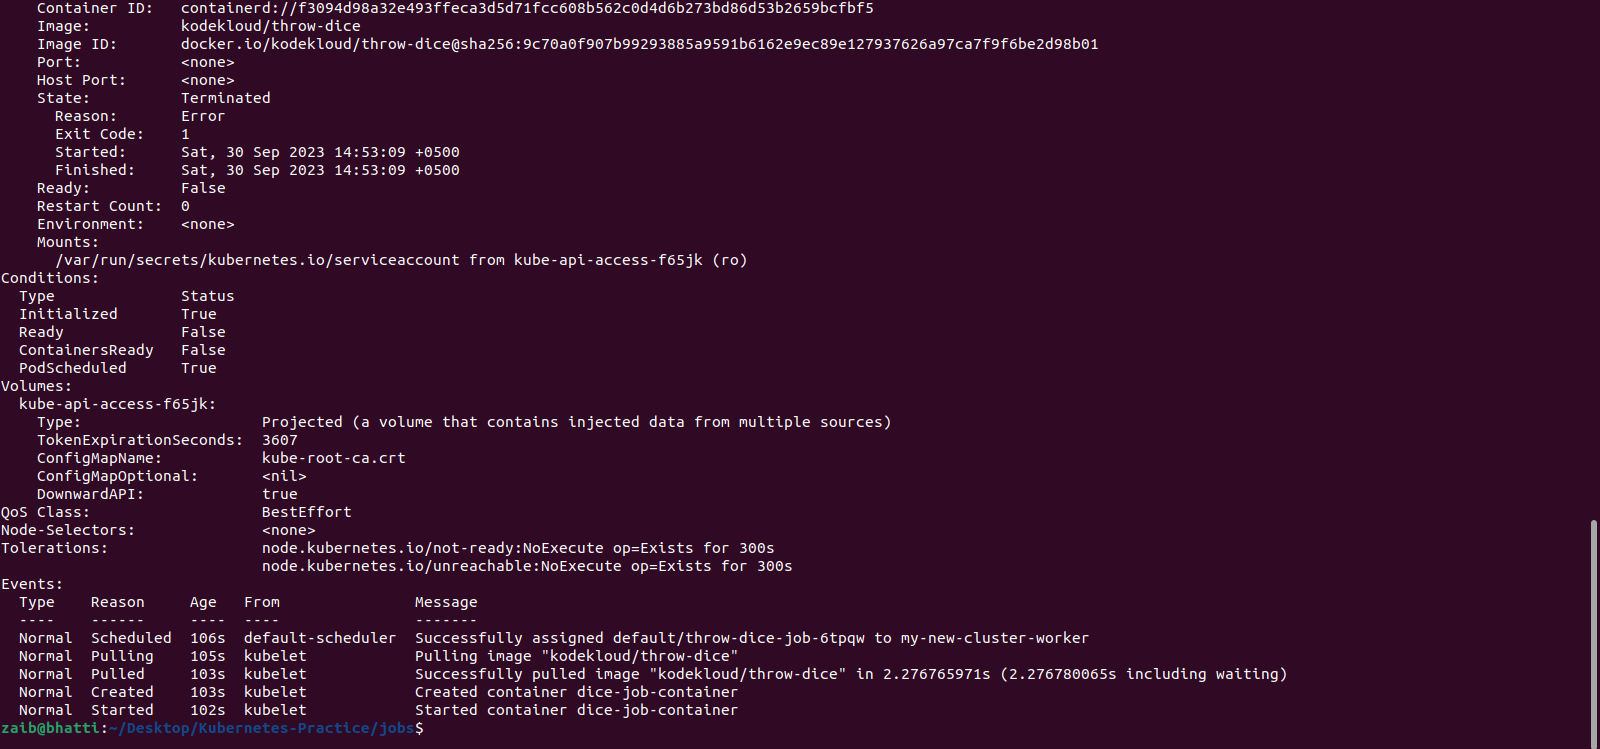 Container ID:   containerd://f3094d98a32e493ffeca3d5d71fcc608b562c0d4d6b273bd86d53b2659bcfbf5
    Image:          kodekloud/throw-dice
    Image ID:       docker.io/kodekloud/throw-dice@sha256:9c70a0f907b99293885a9591b6162e9ec89e127937626a97ca7f9f6be2d98b01
    Port:           <none>
    Host Port:      <none>
    State:          Terminated
      Reason:       Error
      Exit Code:    1
      Started:      Sat, 30 Sep 2023 14:53:09 +0500
      Finished:     Sat, 30 Sep 2023 14:53:09 +0500
    Ready:          False
    Restart Count:  0
    Environment:    <none>
    Mounts:
      /var/run/secrets/kubernetes.io/serviceaccount from kube-api-access-f65jk (ro)
Conditions:
  Type              Status
  Initialized       True
  Ready             False
  ContainersReady   False
  PodScheduled      True
Volumes:
  kube-api-access-f65jk:
    Type:                    Projected (a volume that contains injected data from multiple sources)
    TokenExpirationSeconds:  3607
    ConfigMapName:           kube-root-ca.crt
    ConfigMapOptional:       <nil>
    DownwardAPI:             true
QoS Class:                   BestEffort
Node-Selectors:              <none>
Tolerations:                 node.kubernetes.io/not-ready:NoExecute op=Exists for 300s
                             node.kubernetes.io/unreachable:NoExecute op=Exists for 300s
Events:
  Type    Reason     Age   From               Message
  ----    ------     ----  ----               -------
  Normal  Scheduled  106s  default-scheduler  Successfully assigned default/throw-dice-job-6tpqw to my-new-cluster-worker
  Normal  Pulling    105s  kubelet            Pulling image "kodekloud/throw-dice"
  Normal  Pulled     103s  kubelet            Successfully pulled image "kodekloud/throw-dice" in 2.276765971s (2.276780065s including waiting)
  Normal  Created    103s  kubelet            Created container dice-job-container
  Normal  Started    102s  kubelet            Started container dice-job-container
zaib@bhatti:~/Desktop/Kubernetes-Practice/jobs$